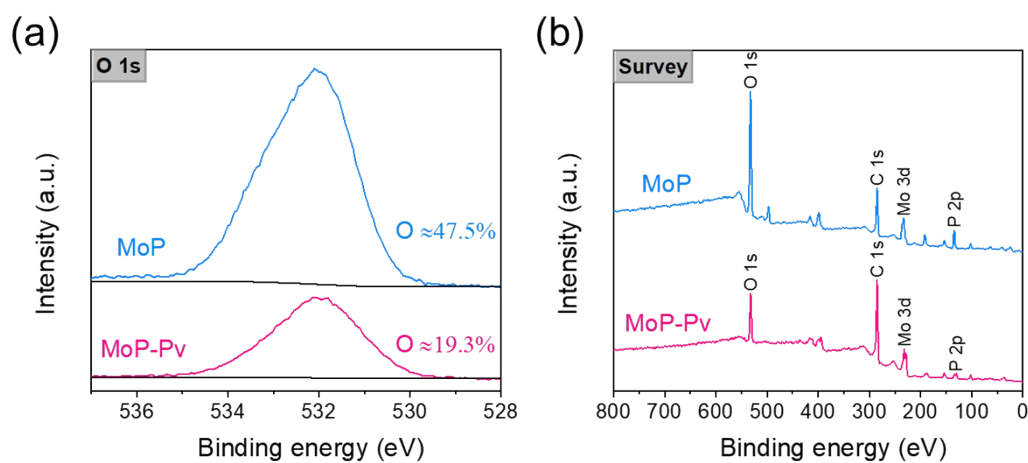 (a)
O 1s
Intensity (a.u.)
MoP
O ≈47.5%
MoP-Pv
O ≈19.3%
536 534 532 530 528
Binding energy (eV)
(b)
Survey
Intensity (a.u.)
O 1s
MoP
C 1s
Mo 3d
P 2p
O 1s
MoP-Pv
C 1s
Mo 3d
P 2p
800 700 600 500 400 300 200 100 0
Binding energy (eV)